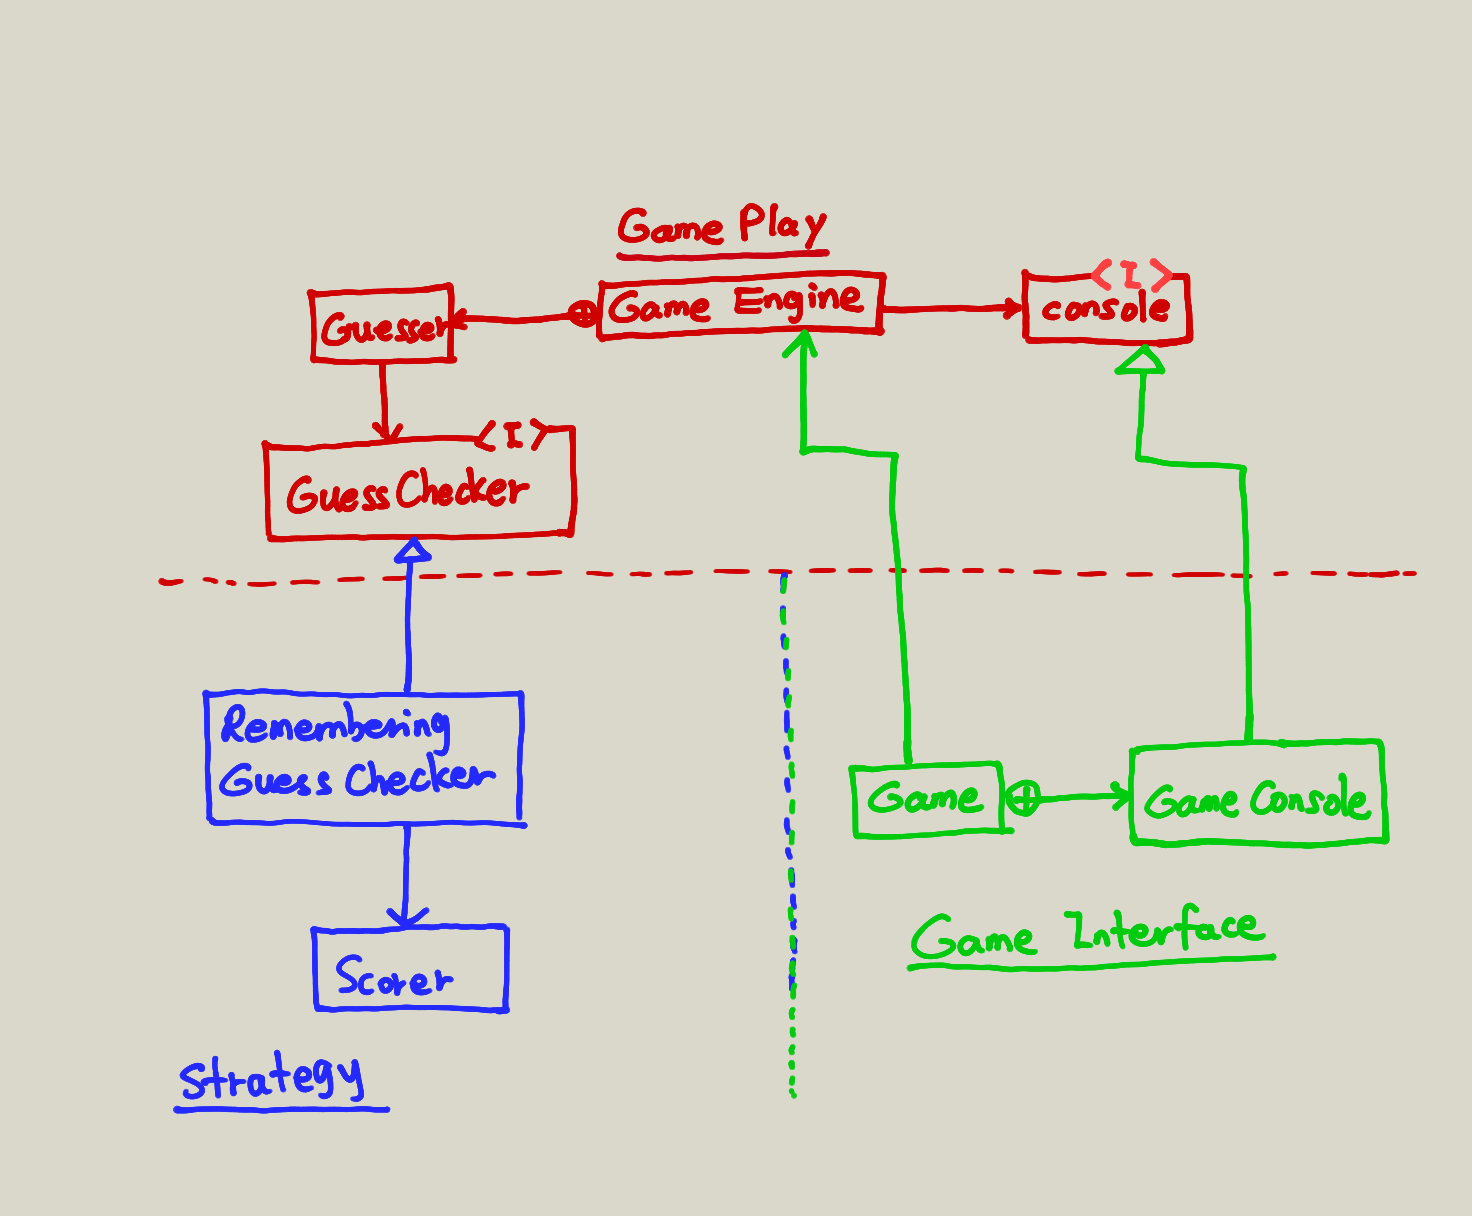 Game Play
Guesser
Game Engine
<I>
console
<I>
Guess Checker
Remembering
Guess Checker
Game
Game Console
Scorer
Game Interface
Strategy